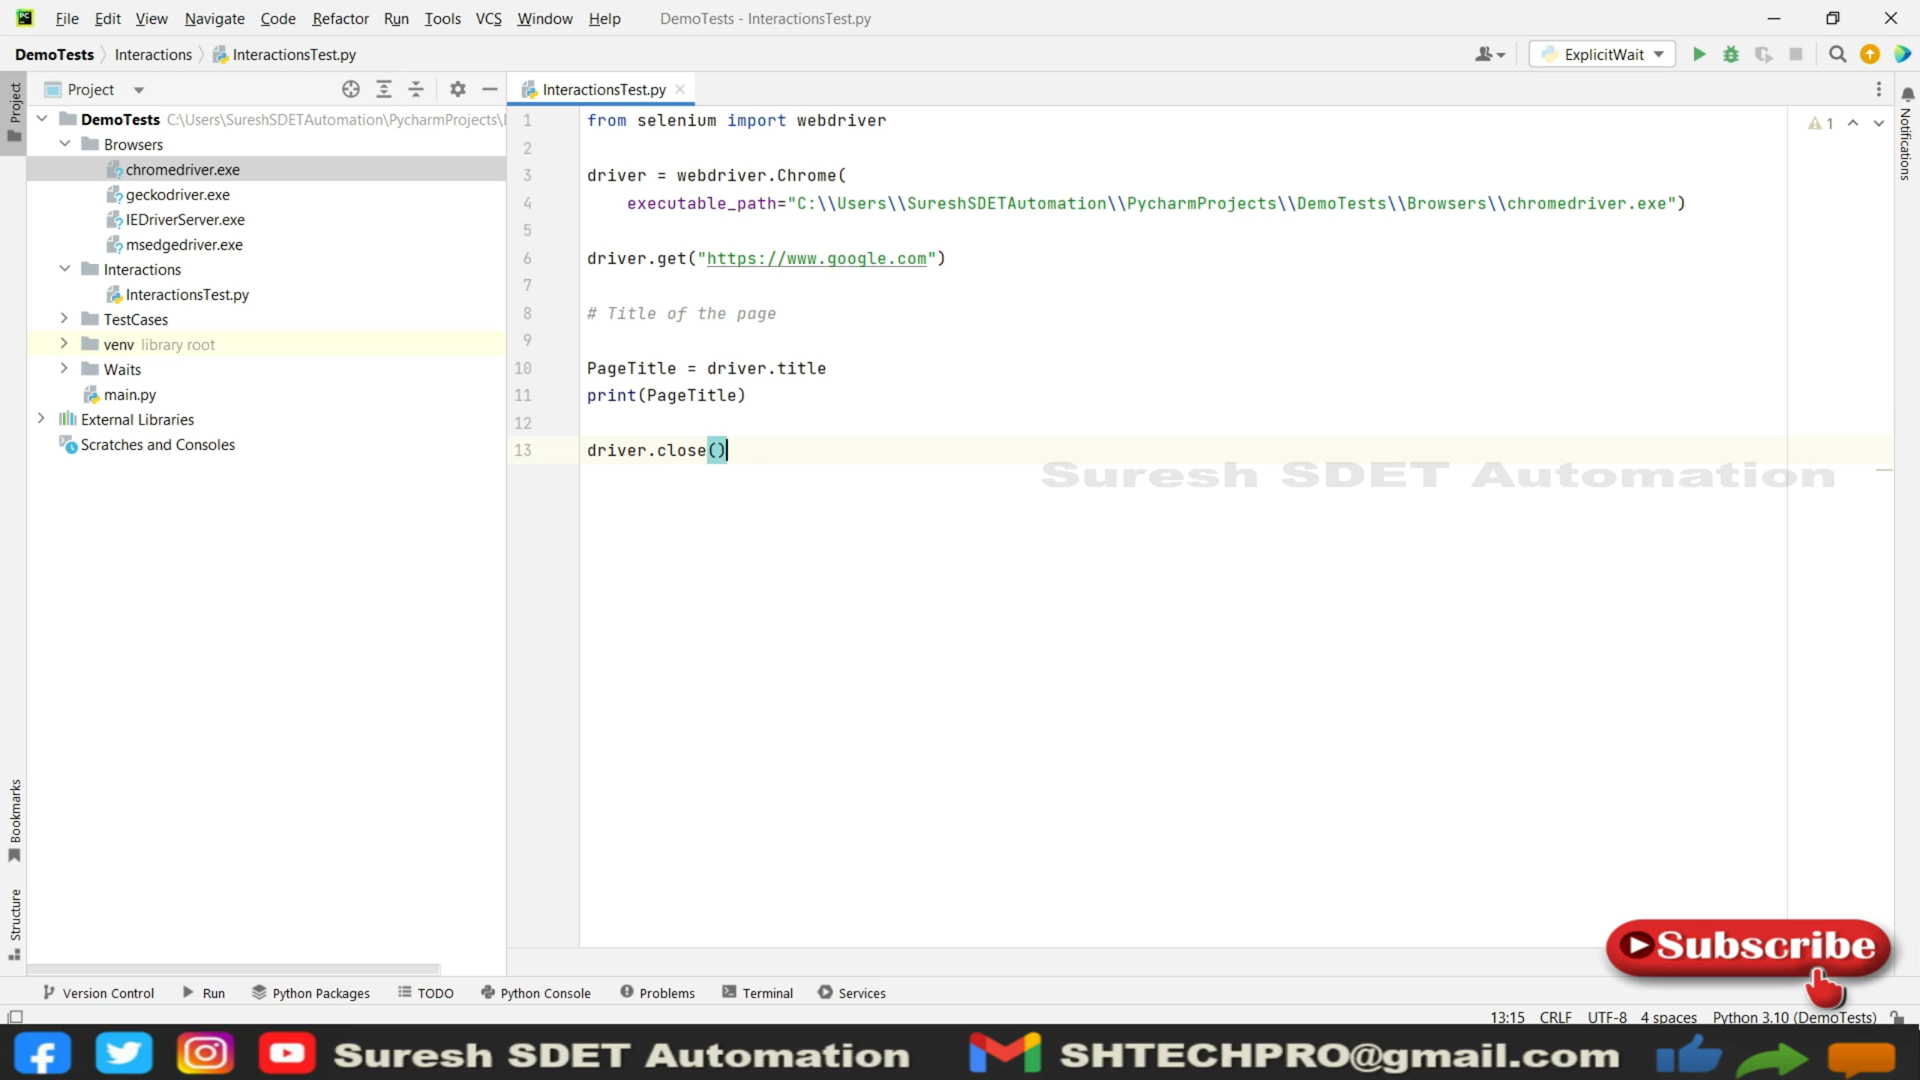 File Edit View Navigate Code Refactor Run Tools VCS Window Help DemoTests - InteractionsTest.py
DemoTests Interactions InteractionsTest.py
ExplicitWait
Project
Project
InteractionsTest.py
DemoTests C:\Users\SureshSDETAutomation\PycharmProjects\
Browsers
chromedriver.exe
geckodriver.exe
IEDriverServer.exe
msedgedriver.exe
Interactions
InteractionsTest.py
TestCases
venv library root
Waits
main.py
External Libraries
Scratches and Consoles
1 from selenium import webdriver
2
3 driver = webdriver.Chrome(
4 executable_path="C:\\Users\\SureshSDETAutomation\\PycharmProjects\\DemoTests\\Browsers\\chromedriver.exe")
5
6 driver.get("https://www.google.com")
7
8 # Title of the page
9
10 PageTitle = driver.title
11 print(PageTitle)
12
13 driver.close()
1
Notifications
Suresh SDET Automation
Bookmarks
Structure
Subscribe
Version Control Run Python Packages TODO Python Console Problems Terminal Services
13:15 CRLF UTF-8 4 spaces Python 3.10 (DemoTests)
Suresh SDET Automation SHTECHPRO@gmail.com